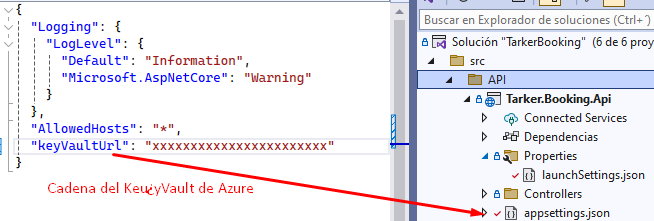 {
"Logging": {
"LogLevel": {
"Default": "Information",
"Microsoft.AspNetCore": "Warning"
}
},
"AllowedHosts": "*",
"keyVaultUrl": "xxxxxxxxxxxxxxxxxxxxxxx"
}
Cadena del KeuyVault de Azure
Buscar en Explorador de soluciones (Ctrl+´)
Solución "TarkerBooking" (6 de 6 proy
src
API
Tarker.Booking.Api
Connected Services
Dependencias
Properties
launchSettings.json
Controllers
appsettings.json